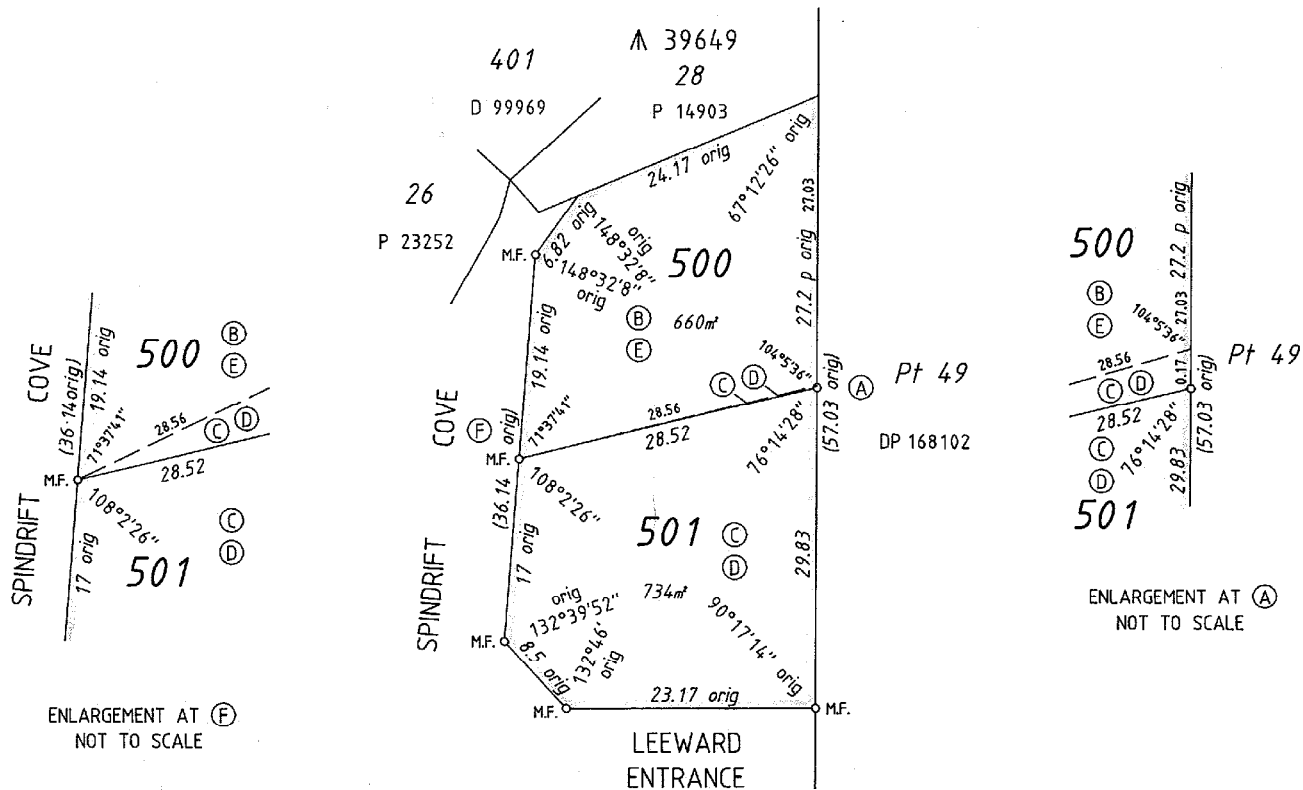 401
D 99969
39649
28
P 14903
26
P 23252
24.17 orig
67°12'26" orig
27.03
27.2 p orig
6.82 orig
148°32'8"
orig
148°32'8"
orig
M.F.
500
B
E
660m²
19.14 orig
COVE
F
(36.14 orig)
71°37'41"
M.F.
28.56
28.52
C D
104°5'36"
A
Pt 49
(57.03 orig)
DP 168102
76°14'28"
108°2'26"
501
C
D
734m²
29.83
17 orig
SPINDRIFT
M.F.
orig
132°39'52"
132°46'
orig
8.5 orig
90°17'14" orig
23.17 orig
M.F.
M.F.
LEEWARD
ENTRANCE
COVE
(36.14orig)
19.14 orig
500
B
E
71°37'41"
28.56
C D
28.52
M.F.
108°2'26"
C
D
501
17 orig
SPINDRIFT
ENLARGEMENT AT F
NOT TO SCALE
500
B
E
27.2 p orig
27.03
104°5'36"
28.56
0.17
Pt 49
C D
28.52
(57.03 orig)
C
D
76°14'28"
29.83
501
ENLARGEMENT AT A
NOT TO SCALE